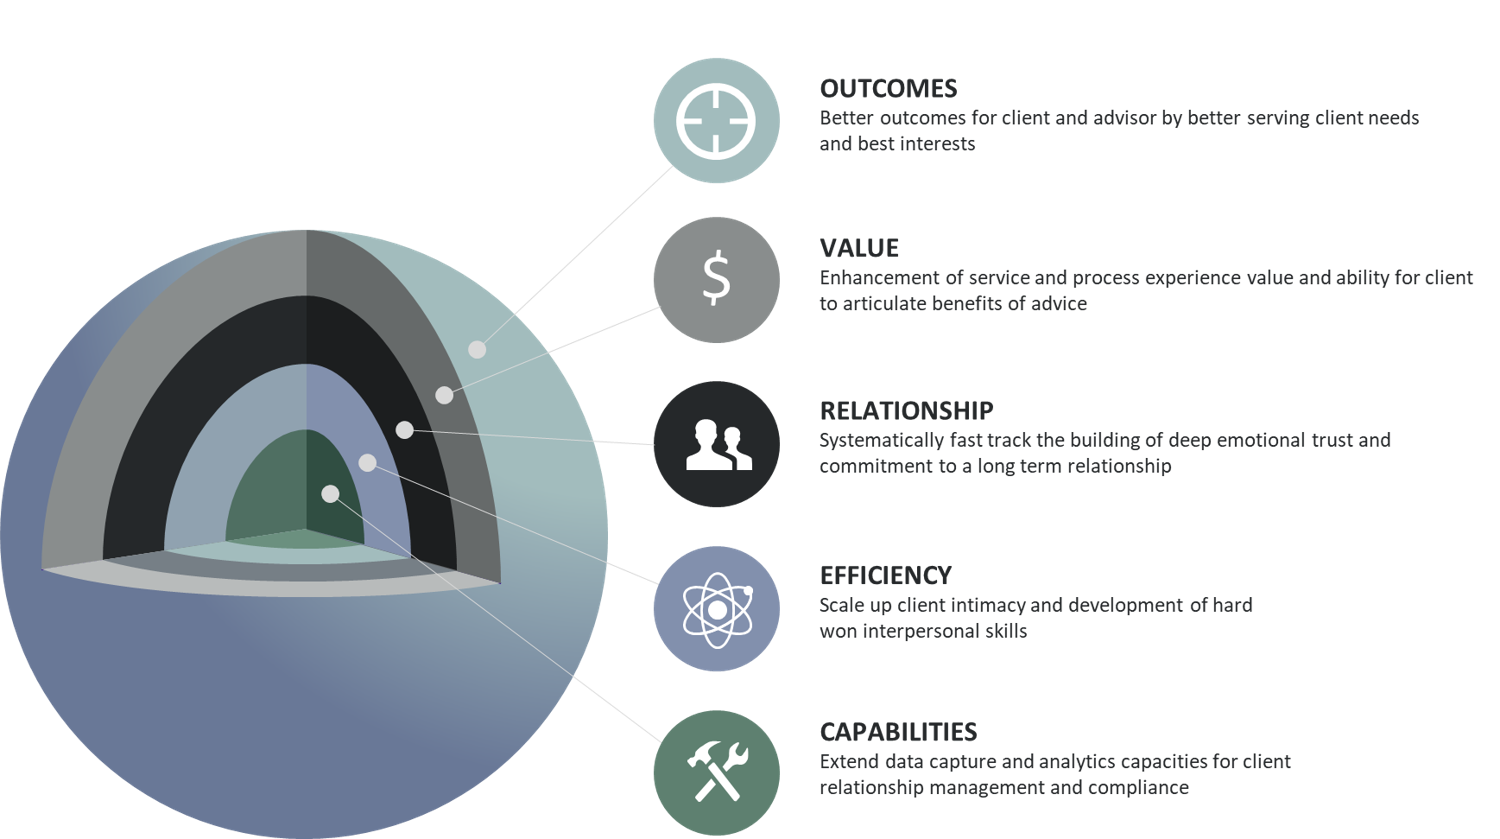 OUTCOMES
Better outcomes for client and advisor by better serving client needs
and best interests
$
VALUE
Enhancement of service and process experience value and ability for client
to articulate benefits of advice
RELATIONSHIP
Systematically fast track the building of deep emotional trust and
commitment to a long term relationship
EFFICIENCY
Scale up client intimacy and development of hard
won interpersonal skills
CAPABILITIES
Extend data capture and analytics capacities for client
relationship management and compliance